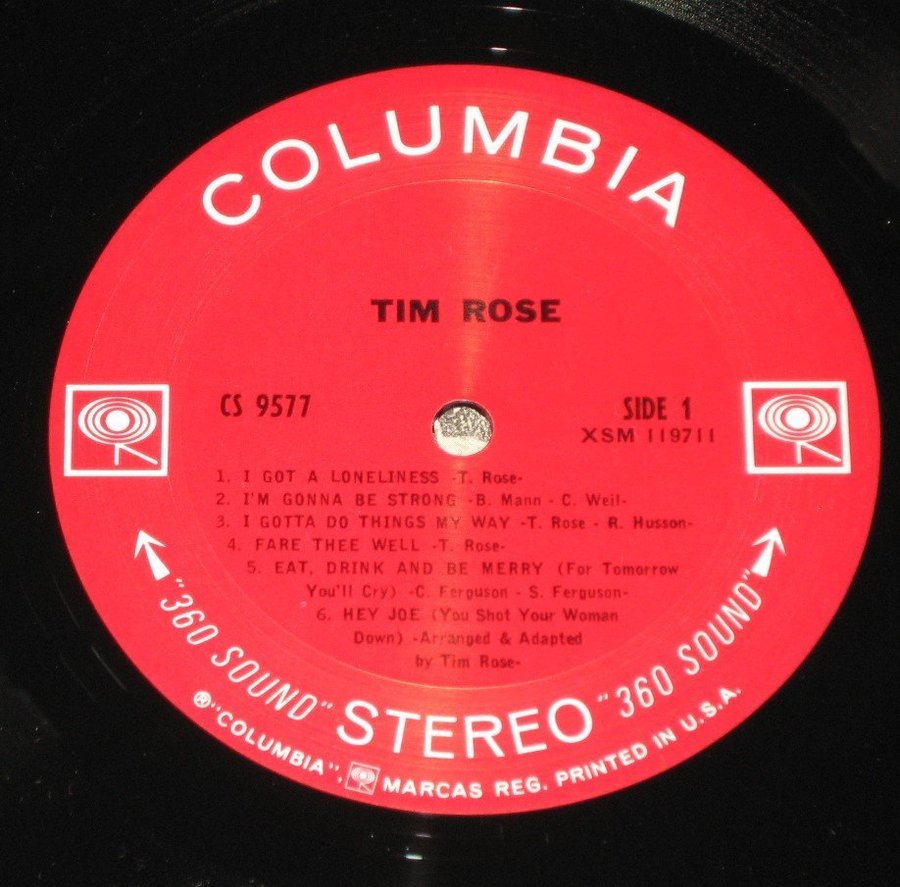 COLUMBIA
TIM ROSE
CS 9577
SIDE 1
XSM 119711
1. I GOT A LONELINESS -T. Rose-
2. I'M GONNA BE STRONG -B. Mann - C. Weil-
3. I GOTTA DO THINGS MY WAY -T. Rose - R. Husson-
4. FARE THEE WELL -T. Rose-
5. EAT, DRINK AND BE MERRY (For Tomorrow
You'll Cry) -C. Ferguson - S. Ferguson-
6. HEY JOE (You Shot Your Woman
Down) -Arranged & Adapted
by Tim Rose-
"360 SOUND" STEREO "360 SOUND"
®"COLUMBIA", MARCAS REG. PRINTED IN U.S.A.